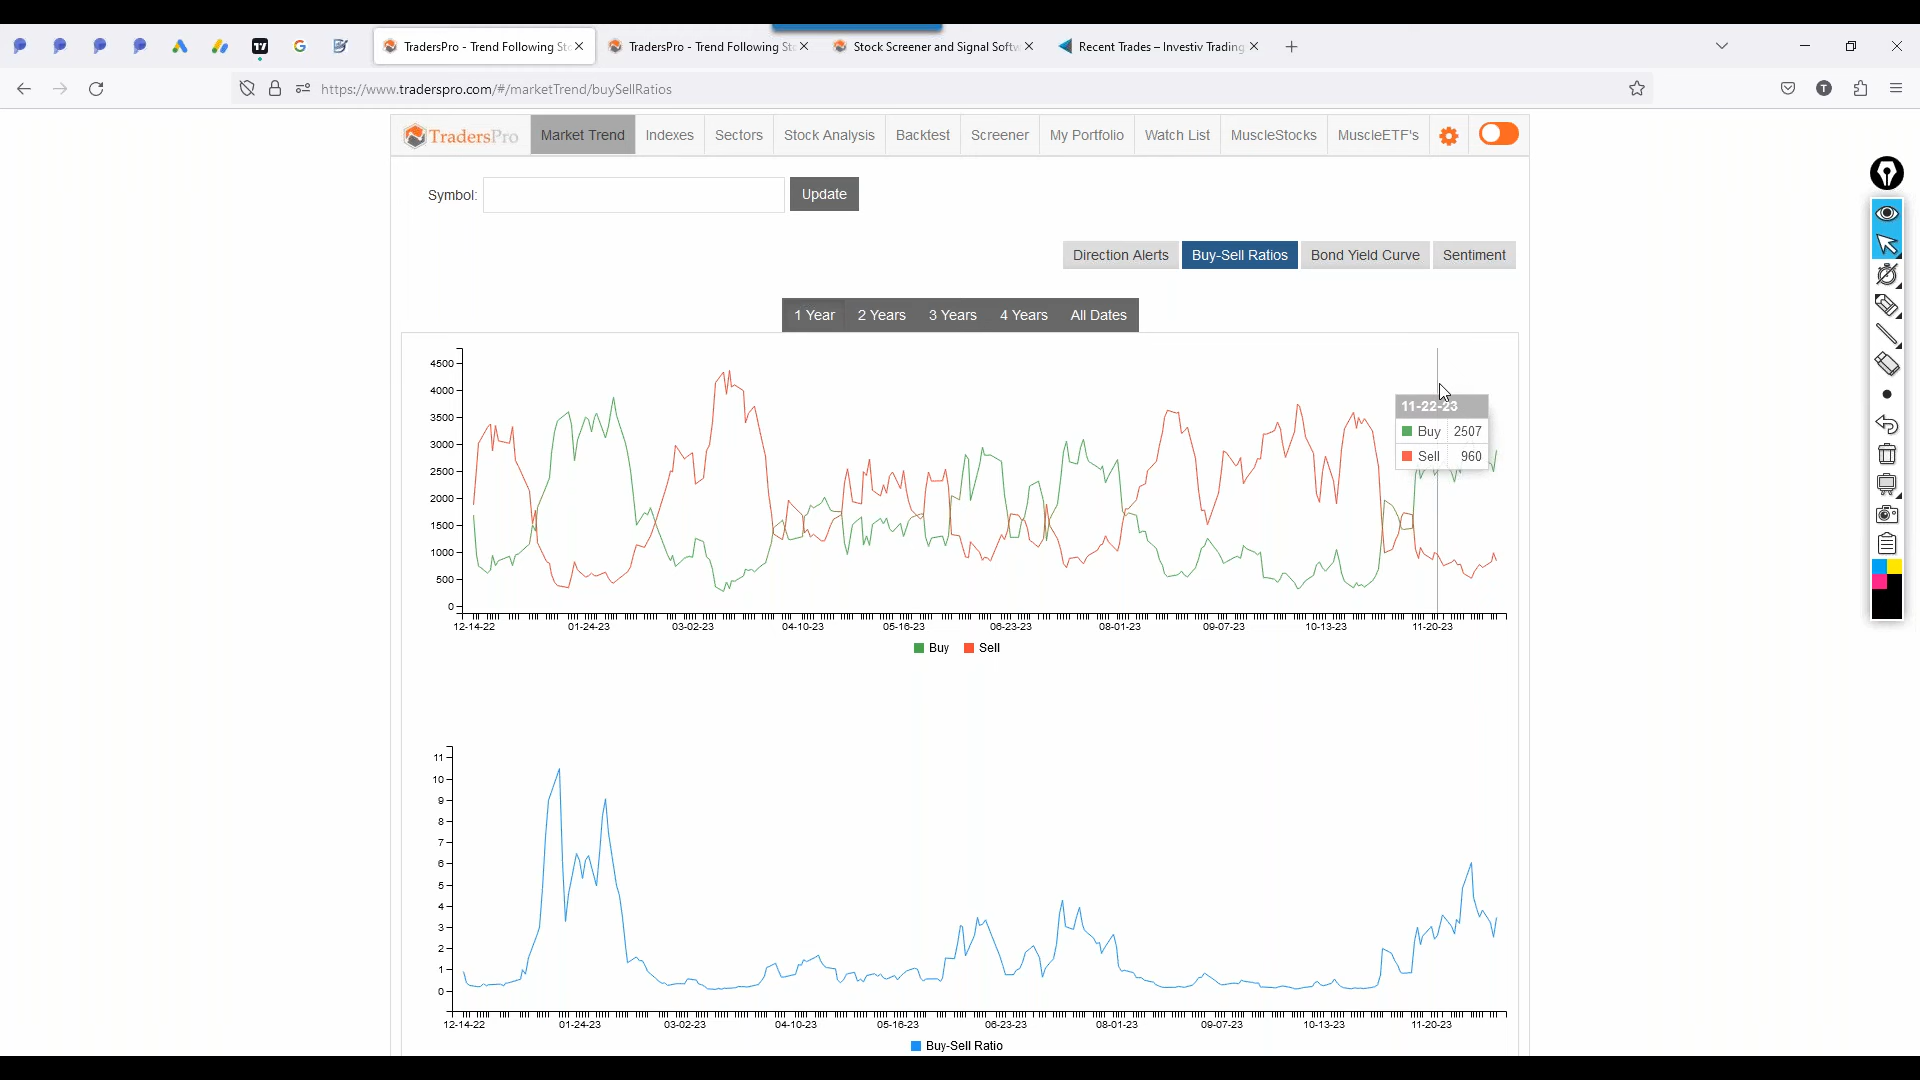 TradersPro - Trend Following St
TradersPro - Trend Following St
Stock Screener and Signal Softw
Recent Trades – Investiv Trading
https://www.traderspro.com/#/marketTrend/buySellRatios
T
TradersPro
Market Trend
Indexes
Sectors
Stock Analysis
Backtest
Screener
My Portfolio
Watch List
MuscleStocks
MuscleETF's
Symbol:
Update
Direction Alerts
Buy-Sell Ratios
Bond Yield Curve
Sentiment
1 Year
2 Years
3 Years
4 Years
All Dates
4500
4000
3500
3000
2500
2000
1500
1000
500
0
11-22-23
Buy 2507
Sell 960
12-14-22 01-24-23 03-02-23 04-10-23 05-16-23 06-23-23 08-01-23 09-07-23 10-13-23 11-20-23
Buy Sell
11
10
9
8
7
6
5
4
3
2
1
0
12-14-22 01-24-23 03-02-23 04-10-23 05-16-23 06-23-23 08-01-23 09-07-23 10-13-23 11-20-23
Buy-Sell Ratio